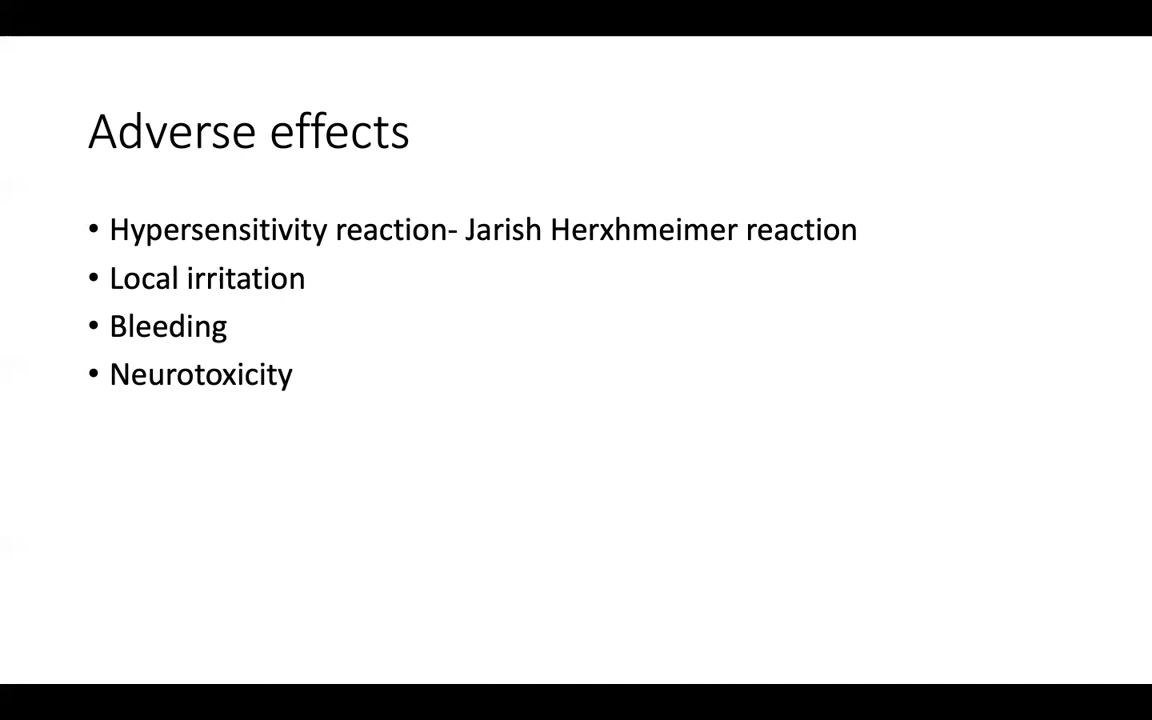 Adverse effects
• Hypersensitivity reaction- Jarish Herxhmeimer reaction
• Local irritation
• Bleeding
• Neurotoxicity